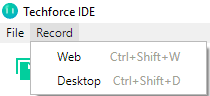 Techforce IDE
File Record
Web Ctrl+Shift+W
Desktop Ctrl+Shift+D